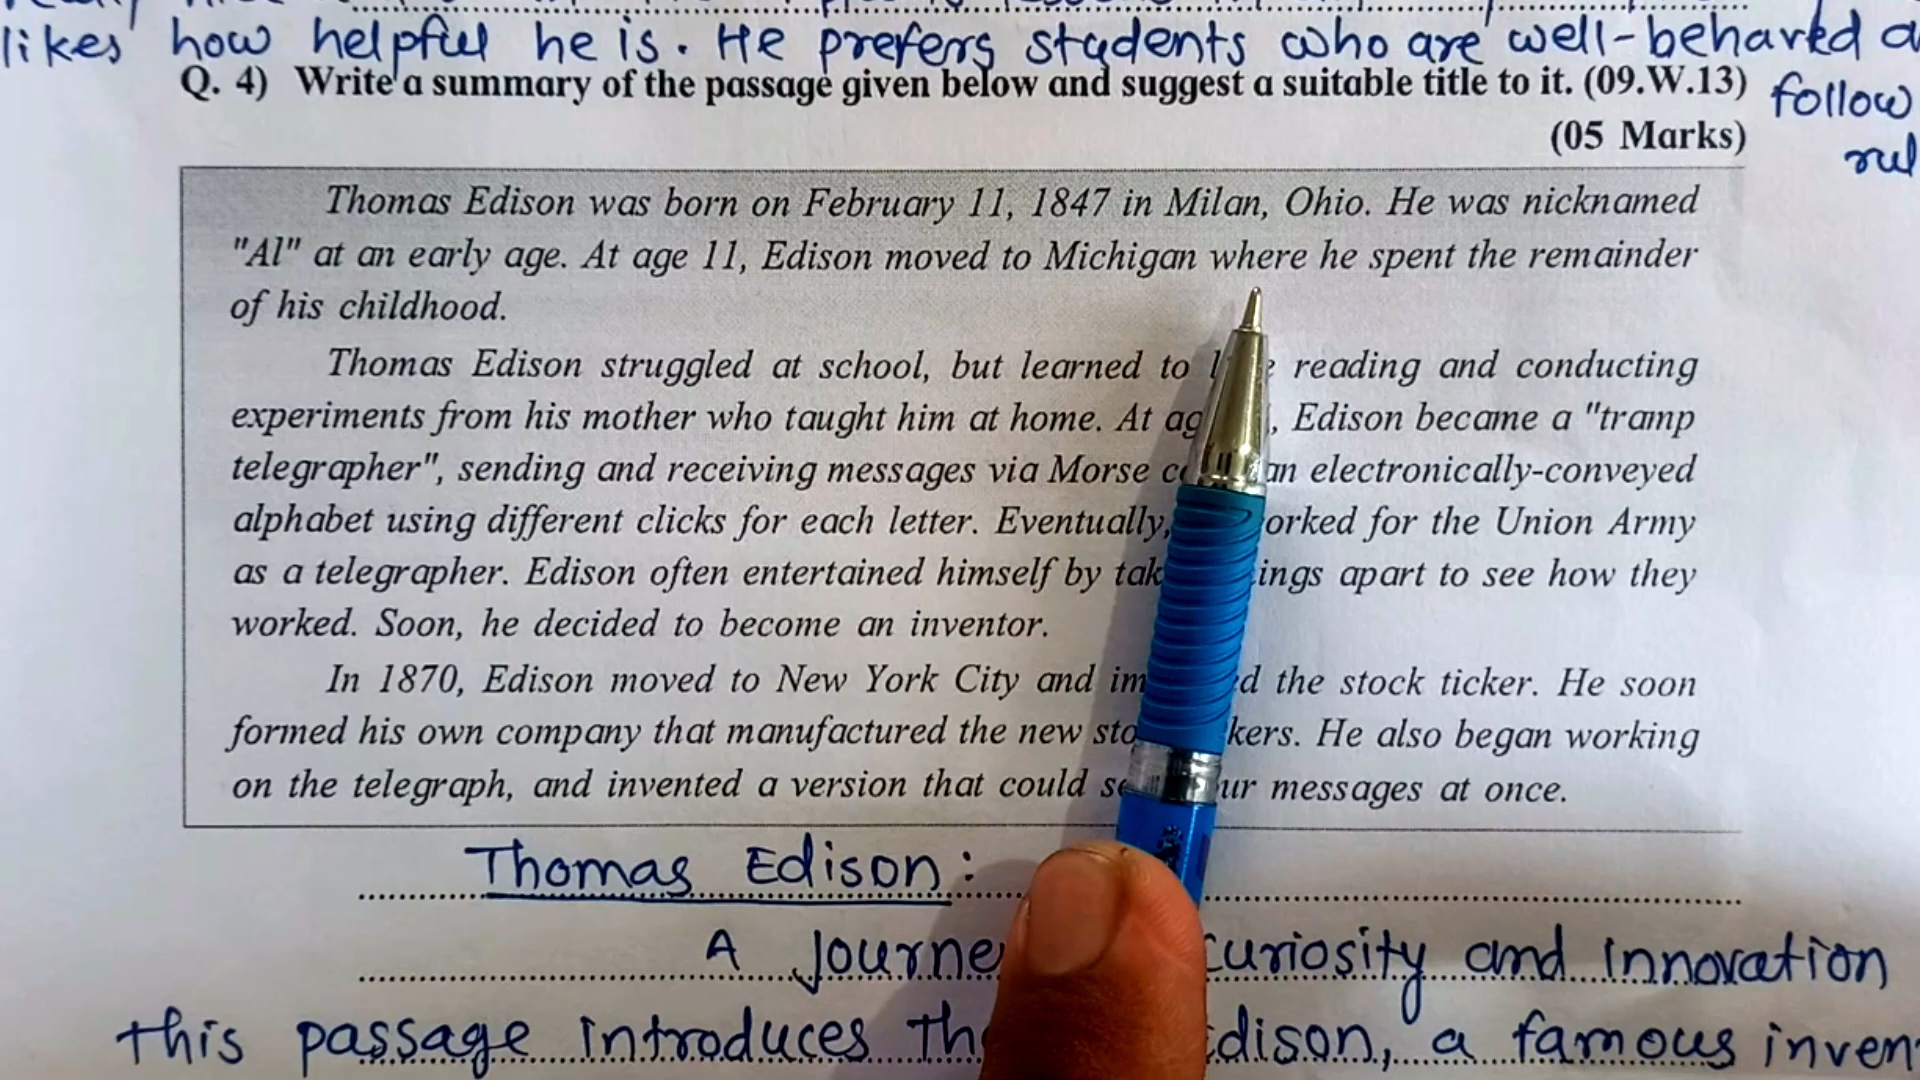 likes how helpful he is. He prefers students who are well-behaved a
Q. 4) Write a summary of the passage given below and suggest a suitable title to it. (09.W.13) follow
(05 Marks)
rul
Thomas Edison was born on February 11, 1847 in Milan, Ohio. He was nicknamed
"Al" at an early age. At age 11, Edison moved to Michigan where he spent the remainder
of his childhood.
Thomas Edison struggled at school, but learned to reading and conducting
experiments from his mother who taught him at home. At , Edison became a "tramp
telegrapher", sending and receiving messages via Morse an electronically-conveyed
alphabet using different clicks for each letter. Eventually, orked for the Union Army
as a telegrapher. Edison often entertained himself by tak ings apart to see how they
worked. Soon, he decided to become an inventor.
In 1870, Edison moved to New York City and im d the stock ticker. He soon
formed his own company that manufactured the new sto kers. He also began working
on the telegraph, and invented a version that could s ur messages at once.
Thomas Edison:
A Journe curiosity and innovation
this passage introduces Th dison, a famous inven